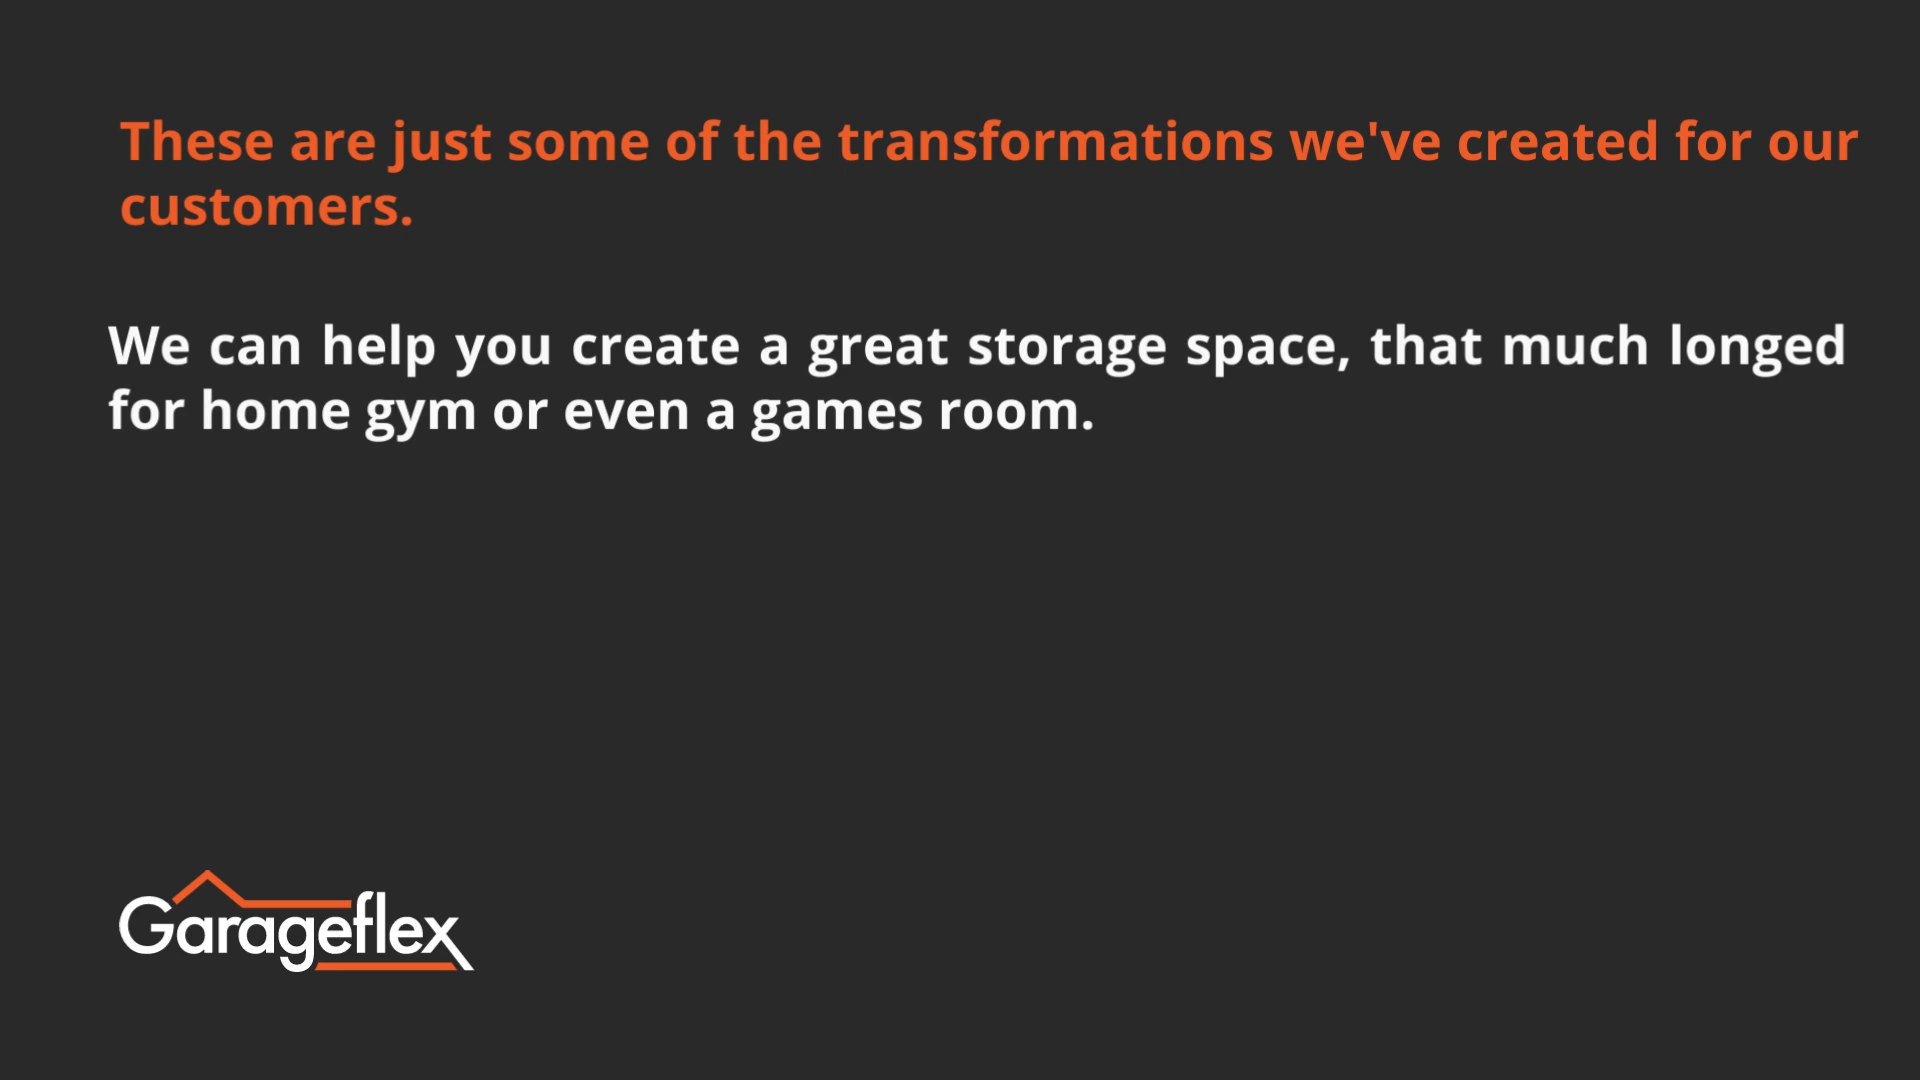 These are just some of the transformations we've created for our
customers.
We can help you create a great storage space, that much longed
for home gym or even a games room.
Garageflex